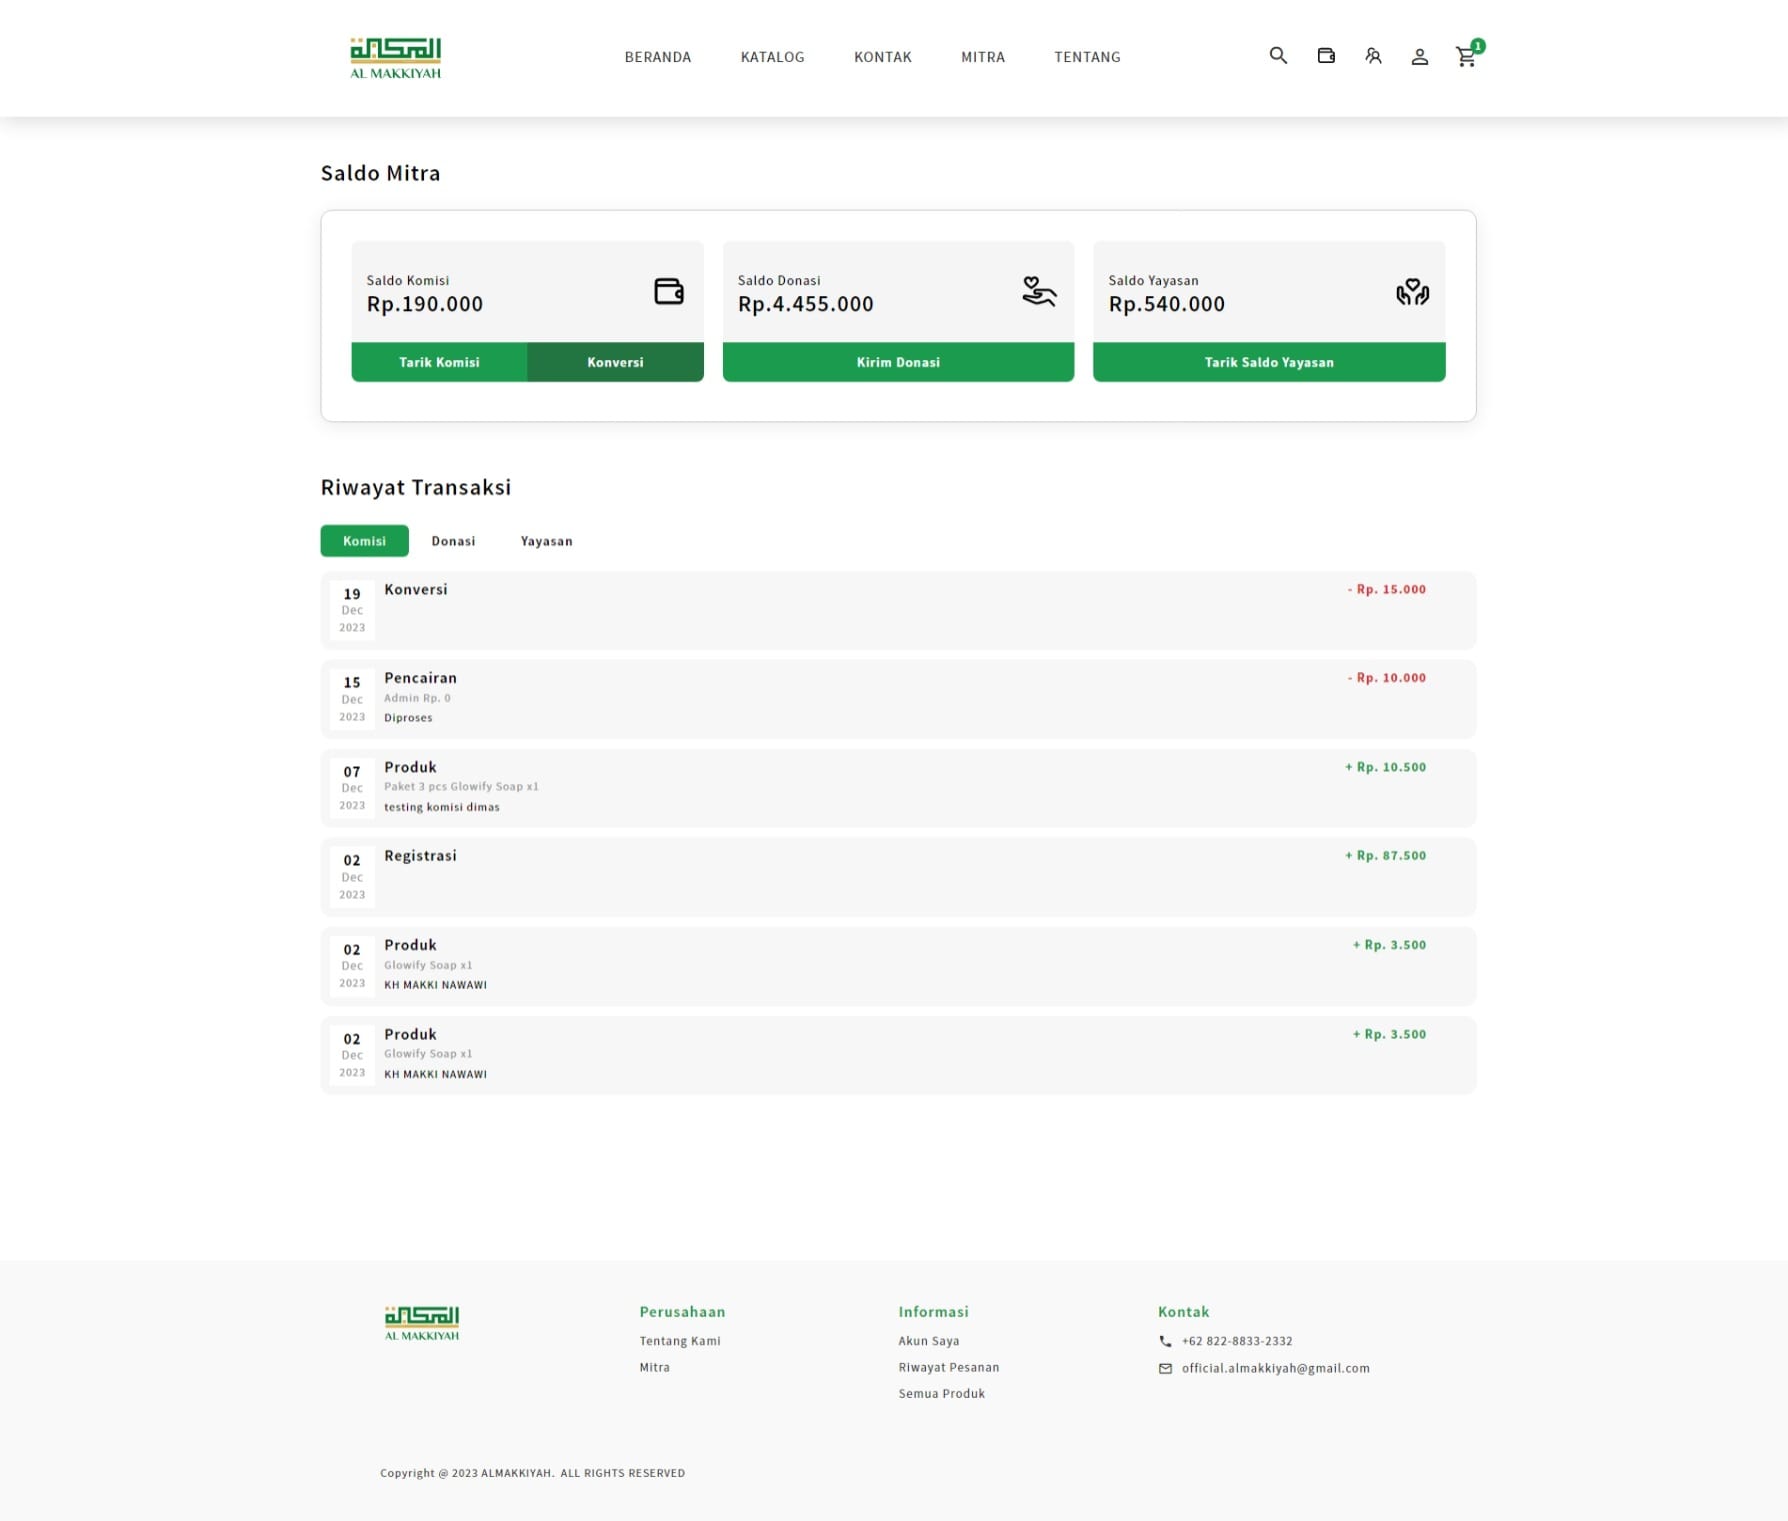 المكية
AL MAKKIYAH
BERANDA KATALOG KONTAK MITRA TENTANG
1
Saldo Mitra
Saldo Komisi
Rp.190.000
Tarik Komisi Konversi
Saldo Donasi
Rp.4.455.000
Kirim Donasi
Saldo Yayasan
Rp.540.000
Tarik Saldo Yayasan
Riwayat Transaksi
Komisi Donasi Yayasan
19
Dec
2023
Konversi
- Rp. 15.000
15
Dec
2023
Pencairan
Admin Rp. 0
Diproses
- Rp. 10.000
07
Dec
2023
Produk
Paket 3 pcs Glowify Soap x1
testing komisi dimas
+ Rp. 10.500
02
Dec
2023
Registrasi
+ Rp. 87.500
02
Dec
2023
Produk
Glowify Soap x1
KH MAKKI NAWAWI
+ Rp. 3.500
02
Dec
2023
Produk
Glowify Soap x1
KH MAKKI NAWAWI
+ Rp. 3.500
المكية
AL MAKKIYAH
Perusahaan
Tentang Kami
Mitra
Informasi
Akun Saya
Riwayat Pesanan
Semua Produk
Kontak
+62 822-8833-2332
official.almakkiyah@gmail.com
Copyright @ 2023 ALMAKKIYAH. ALL RIGHTS RESERVED